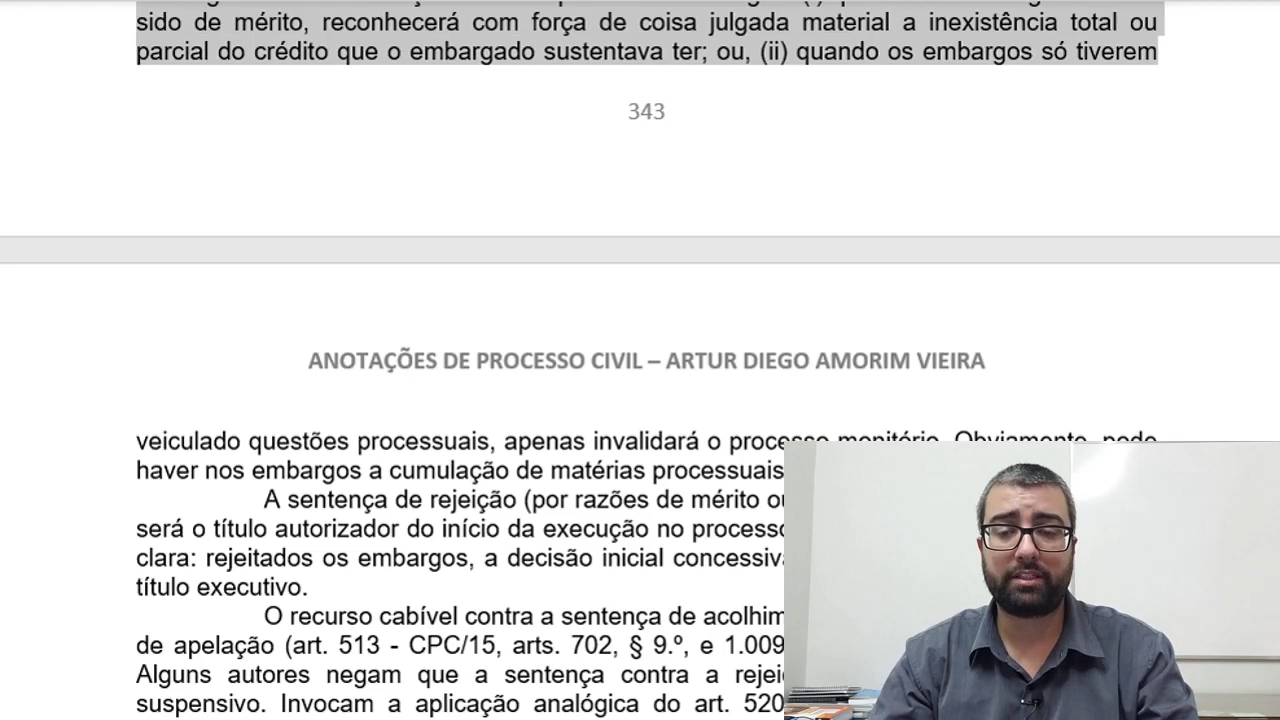 sido de mérito, reconhecerá com força de coisa julgada material a inexistência total ou
parcial do crédito que o embargado sustentava ter; ou, (ii) quando os embargos só tiverem
343
ANOTAÇÕES DE PROCESSO CIVIL – ARTUR DIEGO AMORIM VIEIRA
veiculado questões processuais, apenas invalidará o processo monitório. Obviamente, pode
haver nos embargos a cumulação de matérias processuais
A sentença de rejeição (por razões de mérito ou
será o título autorizador do início da execução no processo
clara: rejeitados os embargos, a decisão inicial concessiva
título executivo.
O recurso cabível contra a sentença de acolhim
de apelação (art. 513 - CPC/15, arts. 702, § 9.º, e 1.009
Alguns autores negam que a sentença contra a rejei
suspensivo. Invocam a aplicação analógica do art. 520